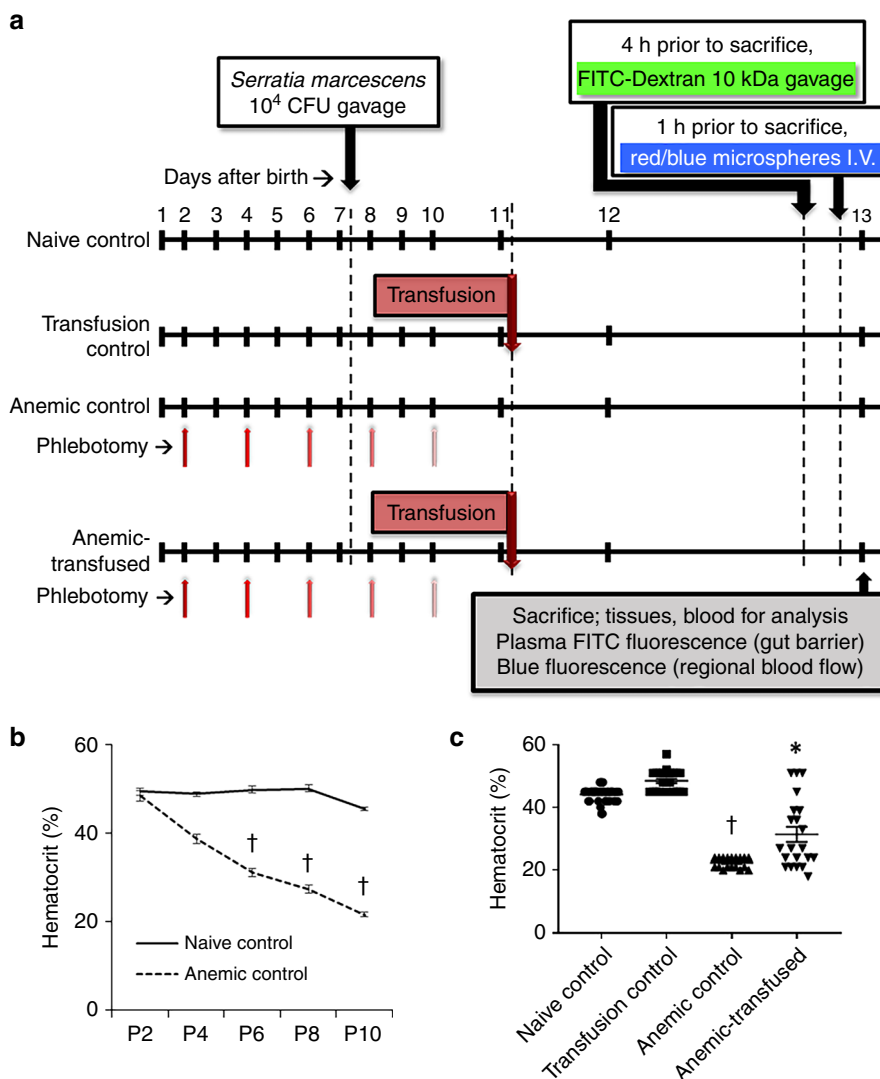 a
Serratia marcescens
10⁴ CFU gavage
4 h prior to sacrifice,
FITC-Dextran 10 kDa gavage
1 h prior to sacrifice,
red/blue microspheres I.V.
Days after birth →
1 2 3 4 5 6 7 8 9 10 11 12 13
Naive control
Transfusion
Transfusion
control
Anemic control
Phlebotomy →
Transfusion
Anemic-
transfused
Phlebotomy →
Sacrifice; tissues, blood for analysis
Plasma FITC fluorescence (gut barrier)
Blue fluorescence (regional blood flow)
b
Hematocrit (%)
60
40
20
0
†
†
†
Naive control
Anemic control
P2 P4 P6 P8 P10
c
Hematocrit (%)
60
40
20
0
†
*
Naive control
Transfusion control
Anemic control
Anemic-transfused